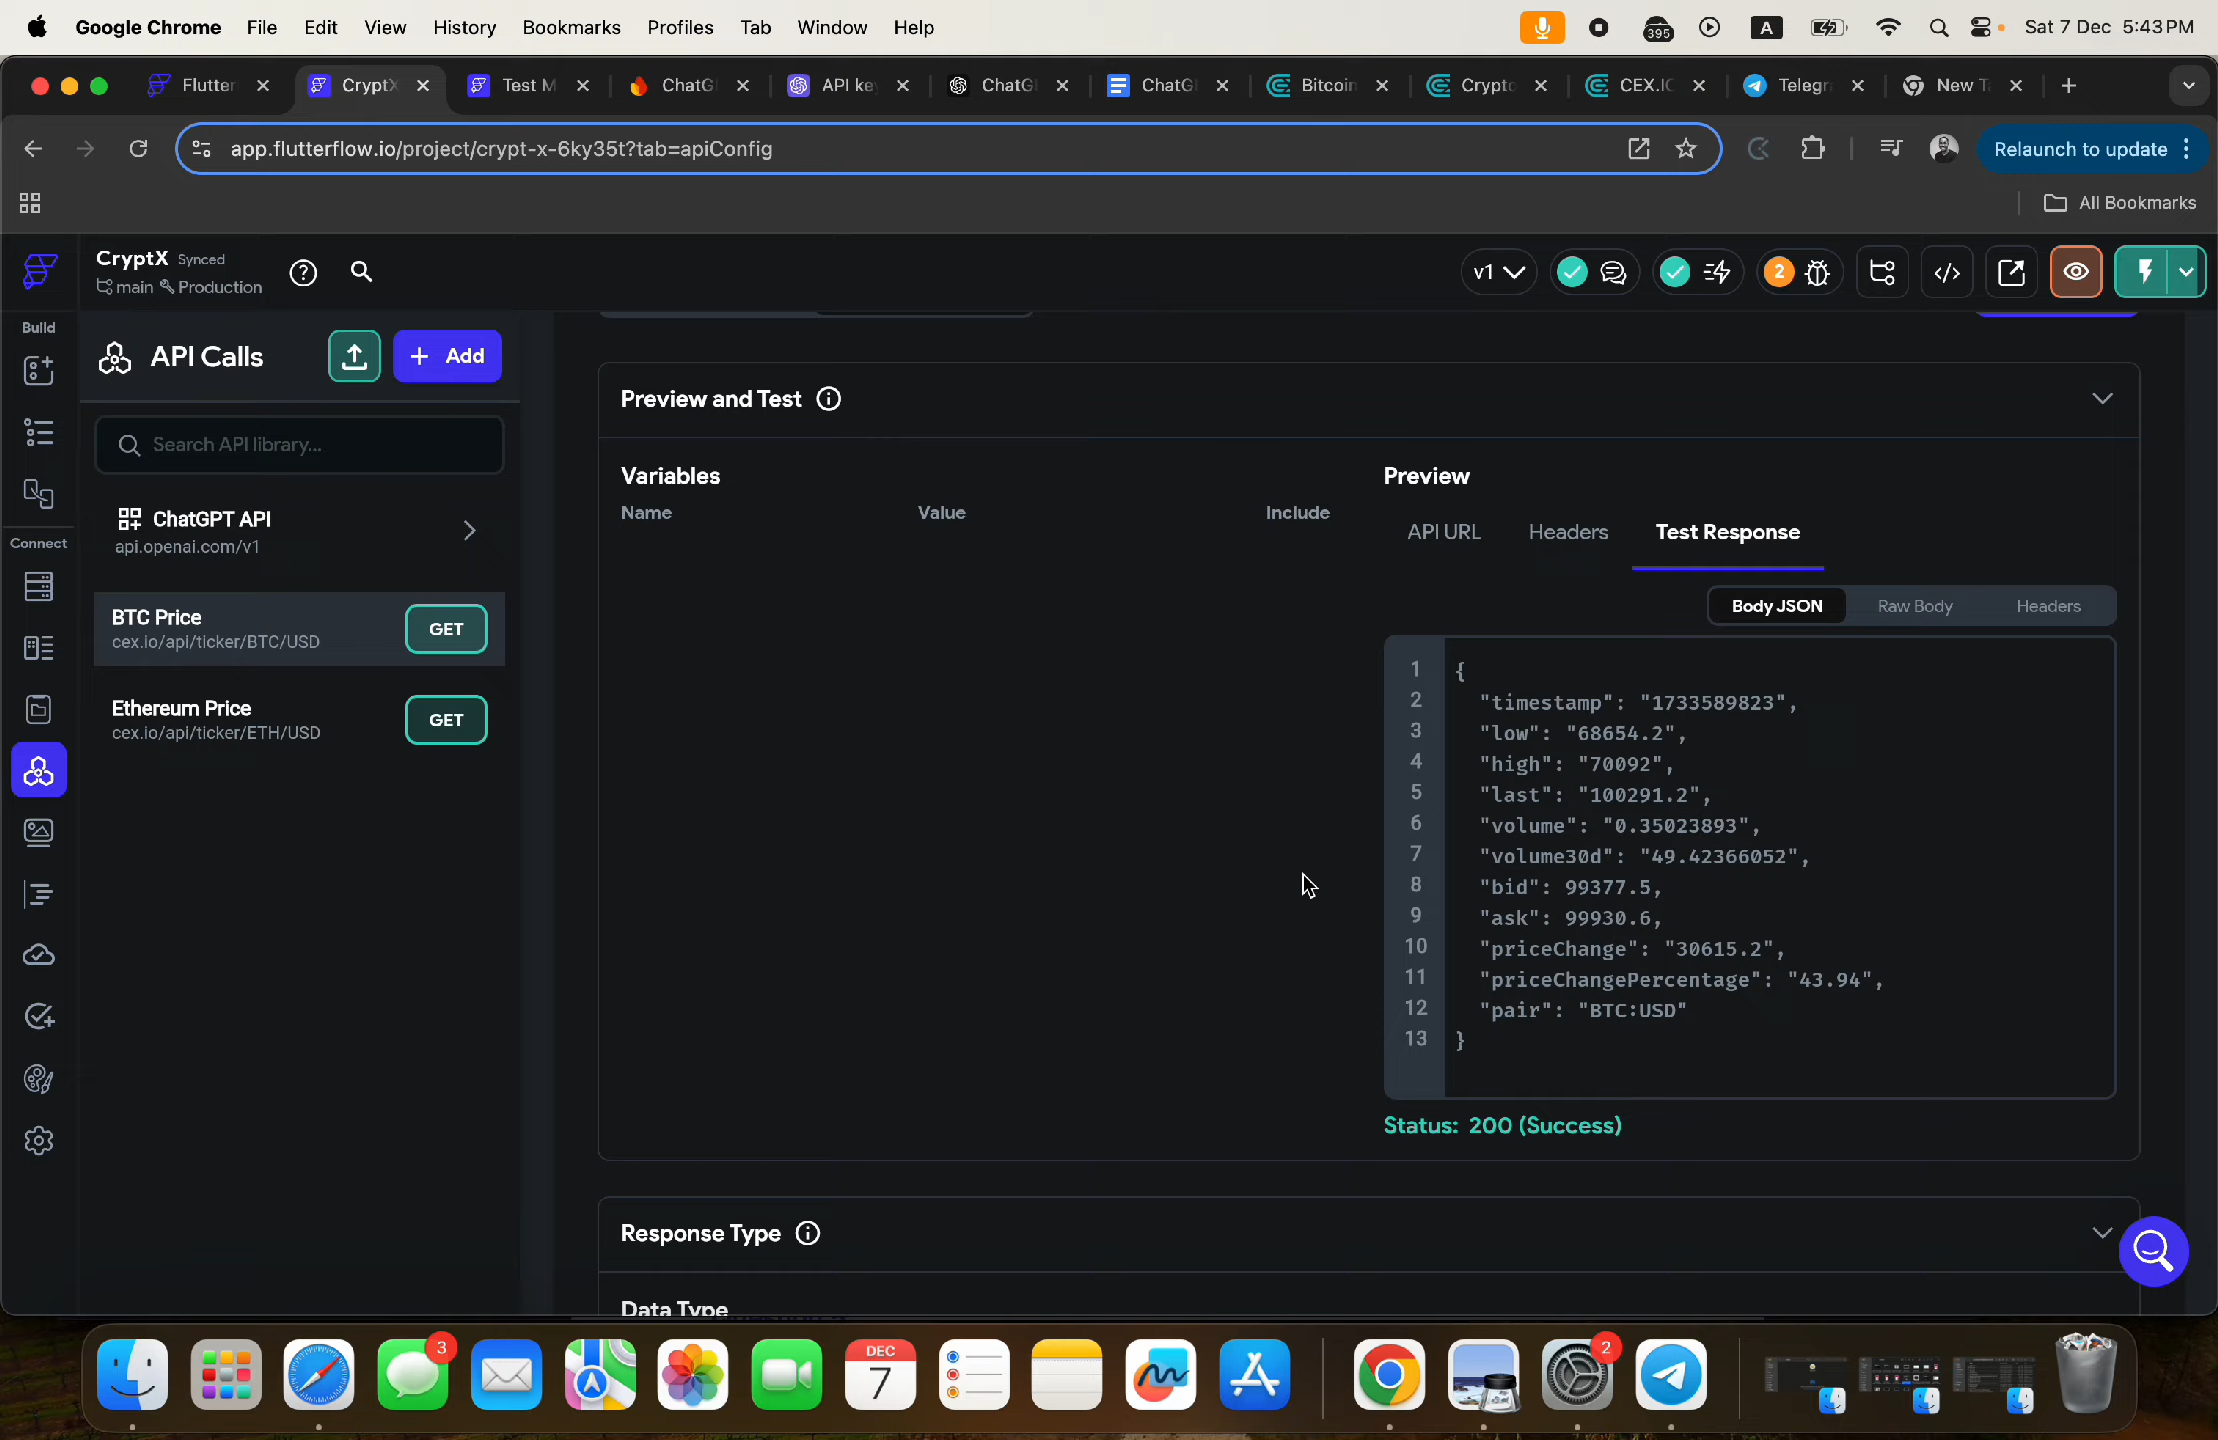 Google Chrome File Edit View History Bookmarks Profiles Tab Window Help
395
A
Sat 7 Dec 5:43 PM
Flutter
CryptX
Test M
ChatG
API ke
ChatG
ChatG
Bitcoin
Crypto
CEX.IO
Telegr
New T
app.flutterflow.io/project/crypt-x-6ky35t?tab=apiConfig
Relaunch to update
All Bookmarks
CryptX Synced
main Production
v1
2
Build
Connect
API Calls
+ Add
Search API library...
ChatGPT API
api.openai.com/v1
BTC Price
cex.io/api/ticker/BTC/USD
GET
Ethereum Price
cex.io/api/ticker/ETH/USD
GET
Preview and Test
Variables
Name Value Include
Preview
API URL Headers Test Response
Body JSON Raw Body Headers
1 {
2 "timestamp": "1733589823",
3 "low": "68654.2",
4 "high": "70092",
5 "last": "100291.2",
6 "volume": "0.35023893",
7 "volume30d": "49.42366052",
8 "bid": 99377.5,
9 "ask": 99930.6,
10 "priceChange": "30615.2",
11 "priceChangePercentage": "43.94",
12 "pair": "BTC:USD"
13 }
Status: 200 (Success)
Response Type
Data Type
3
DEC
7
2